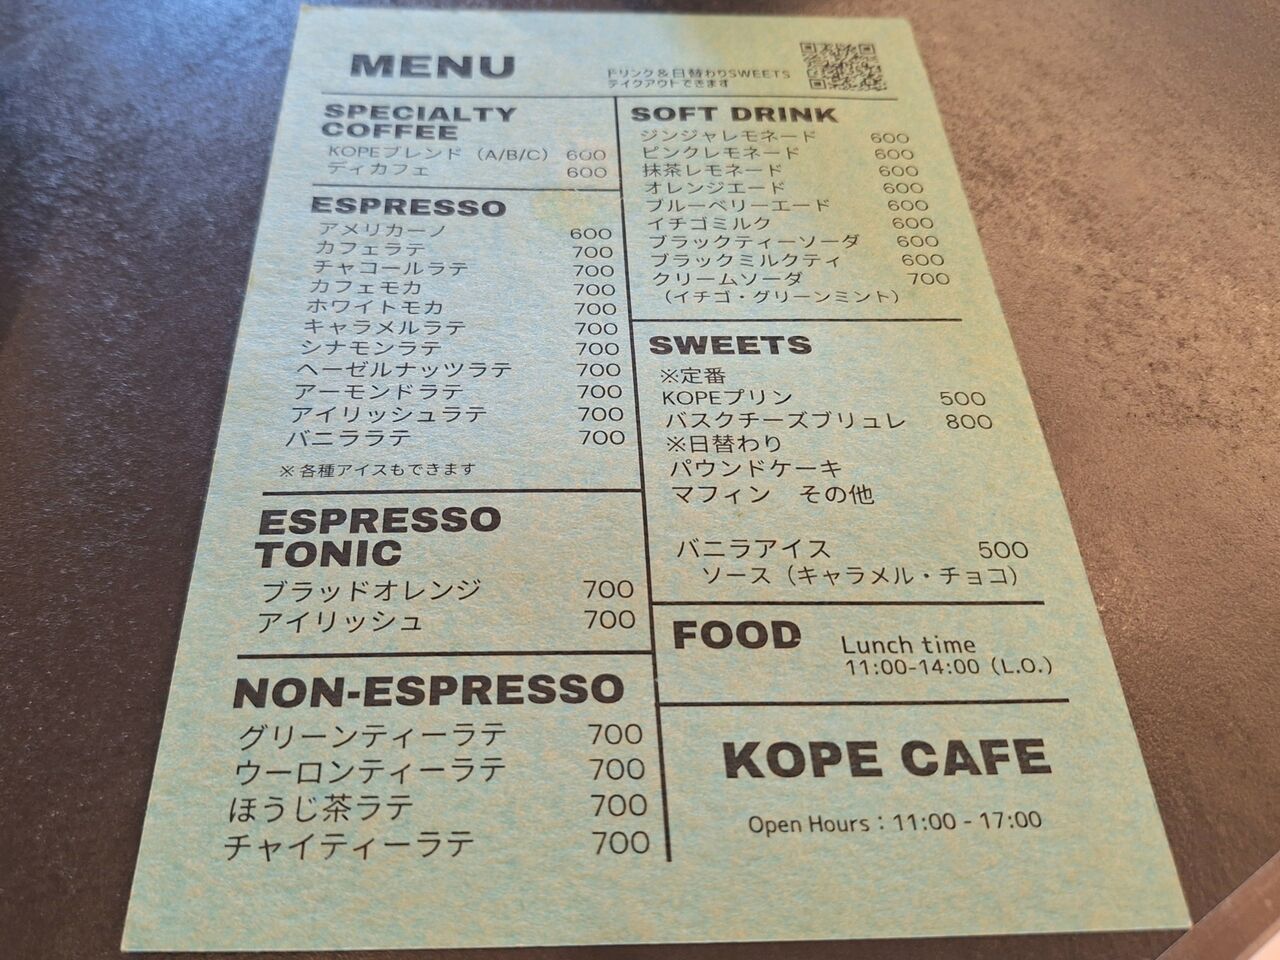 MENU
ドリンク＆日替わりSWEETS
テイクアウトできます
SPECIALTY
COFFEE
KOPEブレンド（A/B/C） 600
ディカフェ 600
ESPRESSO
アメリカーノ 600
カフェラテ 700
チャコールラテ 700
カフェモカ 700
ホワイトモカ 700
キャラメルラテ 700
シナモンラテ 700
ヘーゼルナッツラテ 700
アーモンドラテ 700
アイリッシュラテ 700
バニララテ 700
※各種アイスもできます
ESPRESSO
TONIC
ブラッドオレンジ 700
アイリッシュ 700
NON-ESPRESSO
グリーンティーラテ 700
ウーロンティーラテ 700
ほうじ茶ラテ 700
チャイティーラテ 700
SOFT DRINK
ジンジャレモネード 600
ピンクレモネード 600
抹茶レモネード 600
オレンジエード 600
ブルーベリーエード 600
イチゴミルク 600
ブラックティーソーダ 600
ブラックミルクティ 600
クリームソーダ 700
（イチゴ・グリーンミント）
SWEETS
※定番
KOPEプリン 500
バスクチーズブリュレ 800
※日替わり
パウンドケーキ
マフィン　その他
バニラアイス 500
ソース（キャラメル・チョコ）
FOOD Lunch time
11:00-14:00（L.O.）
KOPE CAFE
Open Hours：11:00 - 17:00